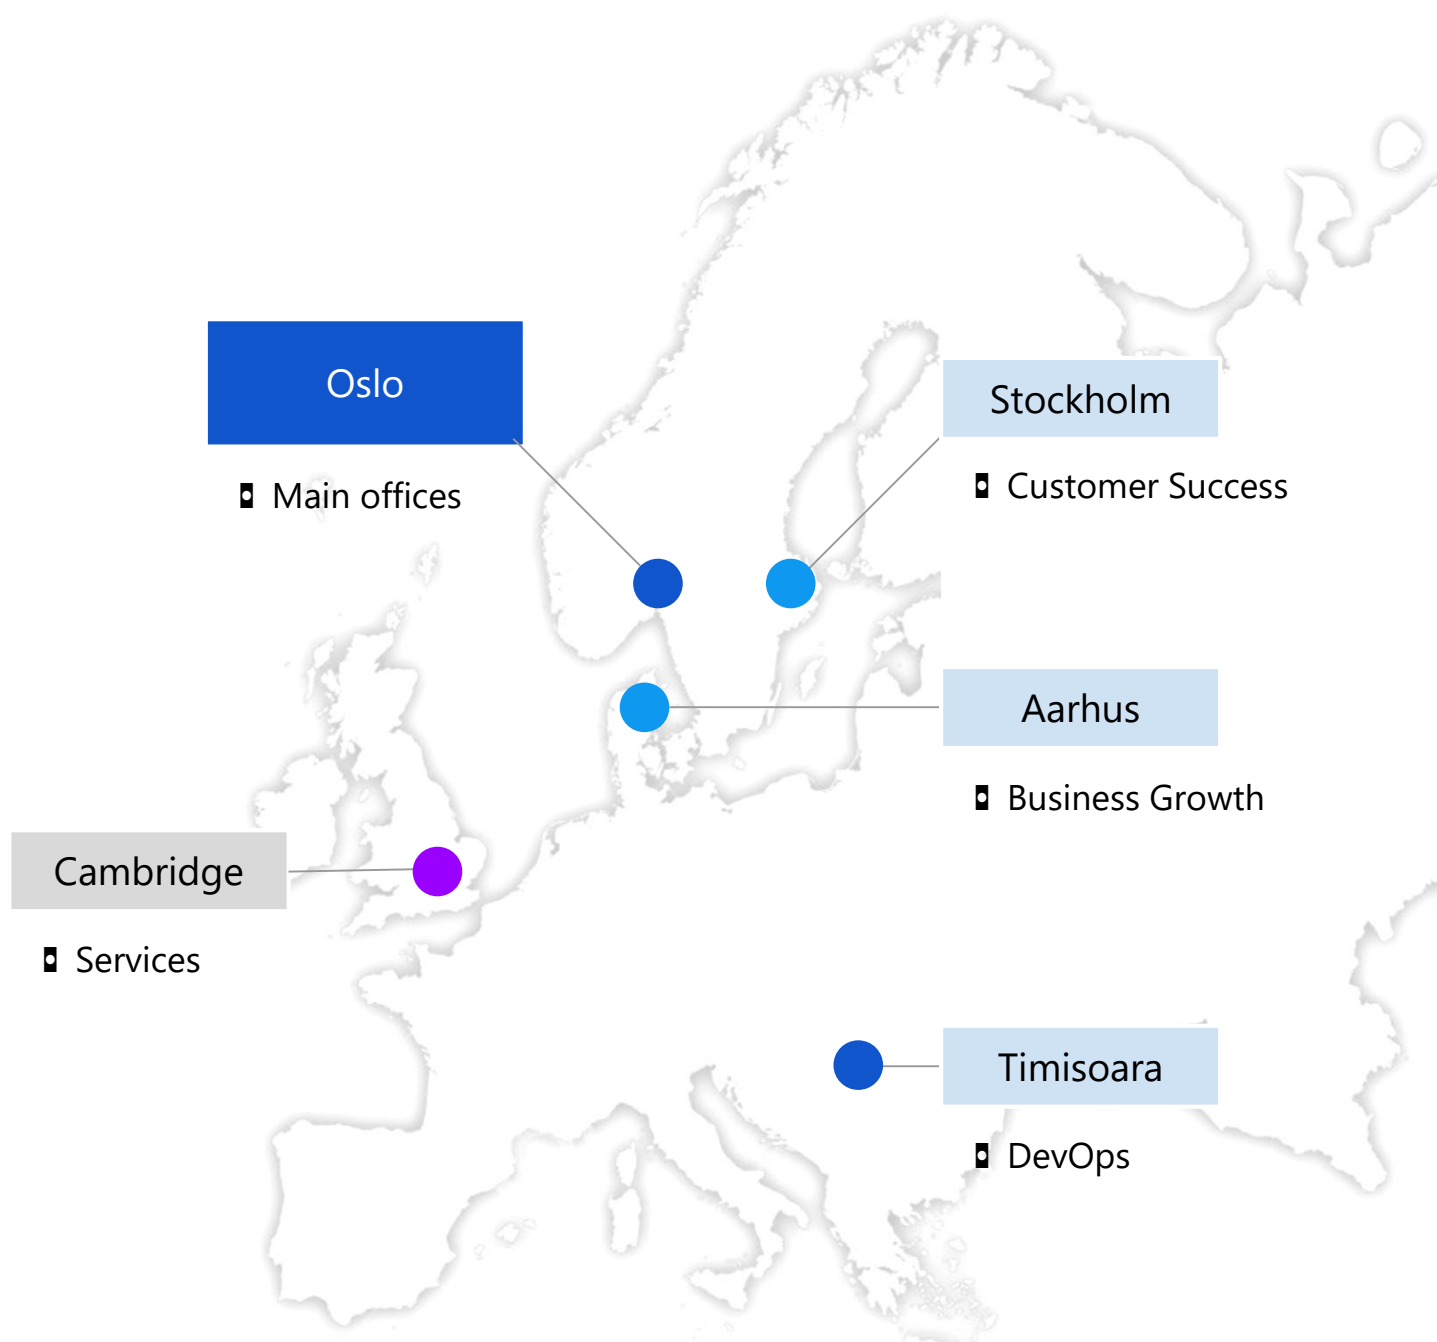 Oslo
Main offices
Stockholm
Customer Success
Aarhus
Business Growth
Cambridge
Services
Timisoara
DevOps